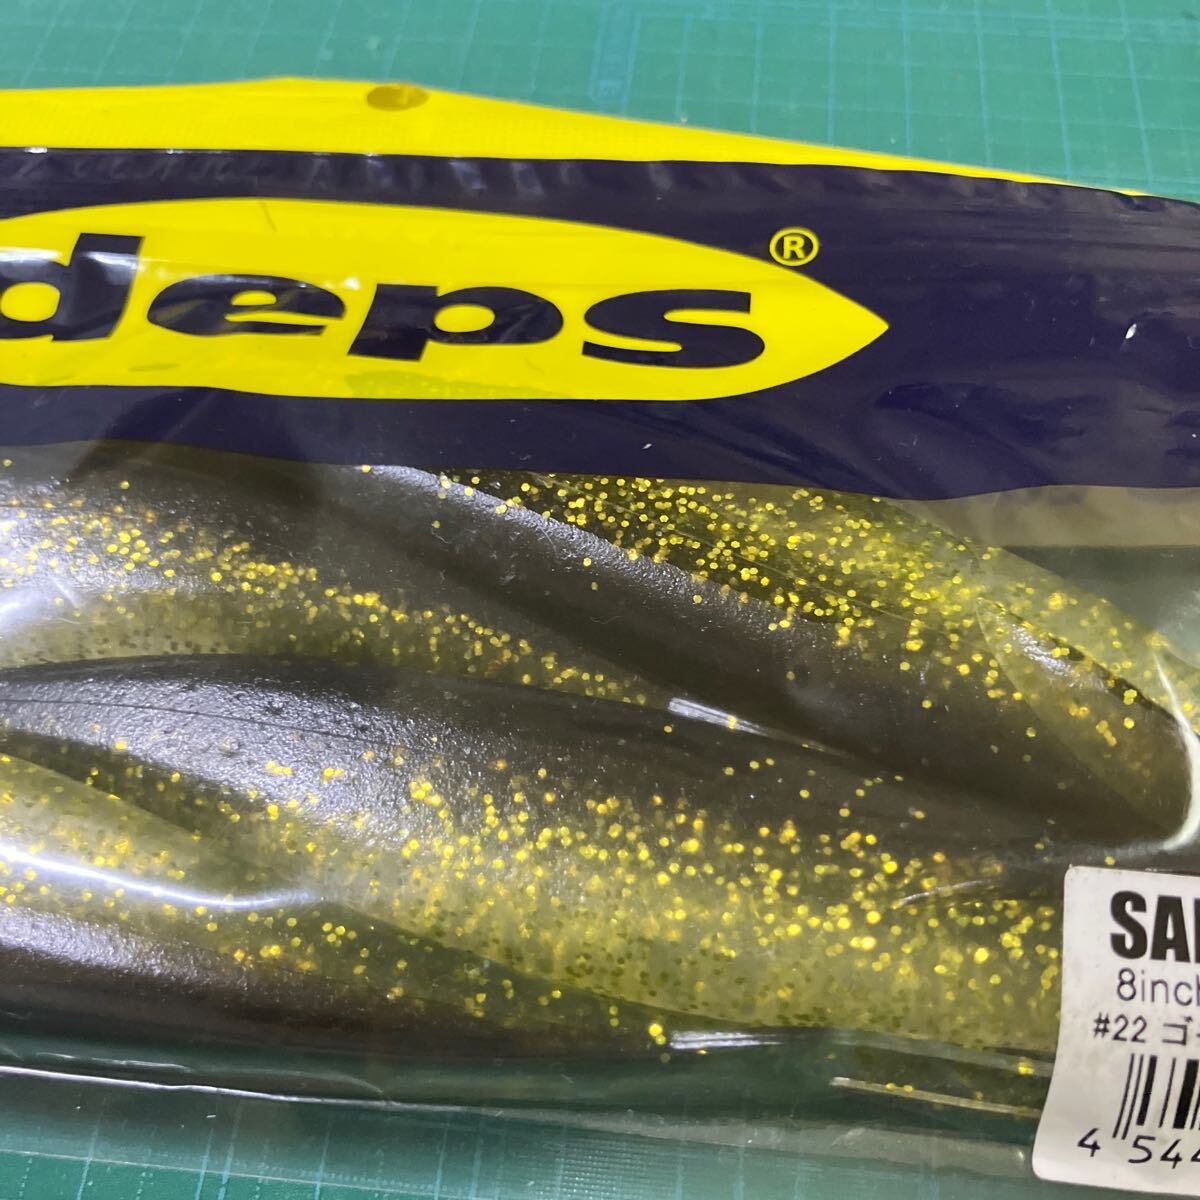 deps®
SA
8inch
#22 ゴ
4 544